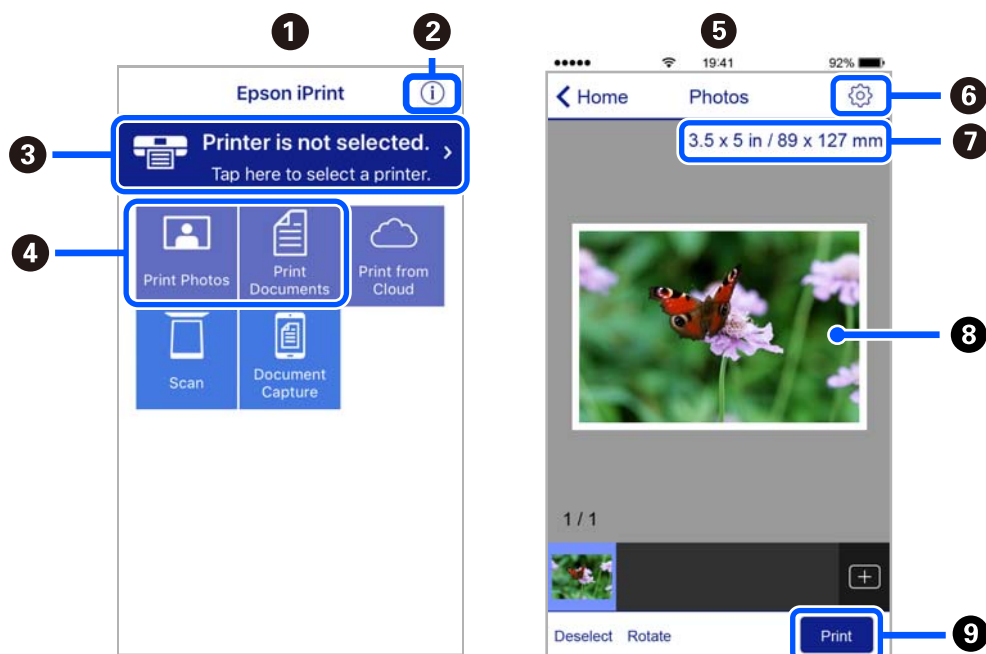 1
2
Epson iPrint
3
Printer is not selected.
Tap here to select a printer.
4
Print Photos
Print
Documents
Print from
Cloud
Scan
Document
Capture
5
19:41
92%
Home
Photos
6
3.5 x 5 in / 89 x 127 mm
7
8
1 / 1
Deselect
Rotate
Print
9